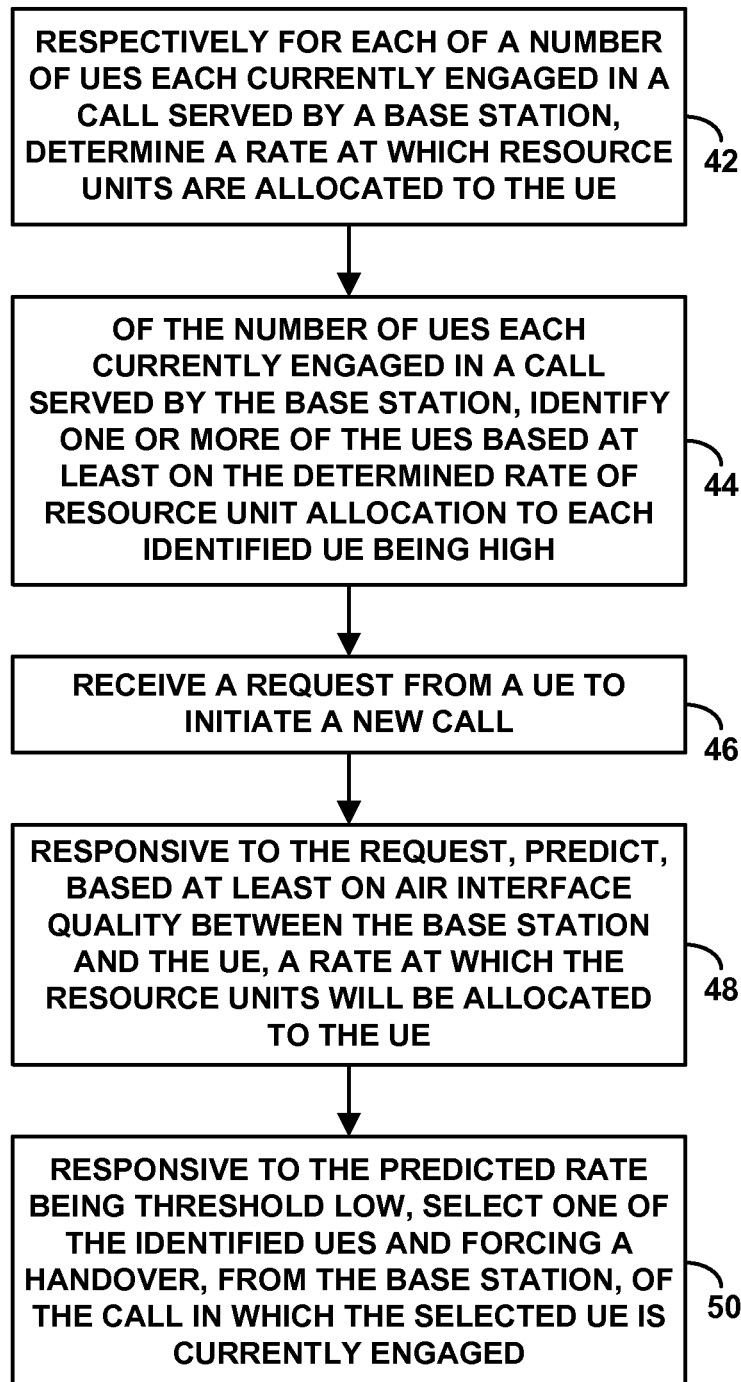 RESPECTIVELY FOR EACH OF A NUMBER
OF UES EACH CURRENTLY ENGAGED IN A
CALL SERVED BY A BASE STATION,
DETERMINE A RATE AT WHICH RESOURCE
UNITS ARE ALLOCATED TO THE UE
42
OF THE NUMBER OF UES EACH
CURRENTLY ENGAGED IN A CALL
SERVED BY THE BASE STATION, IDENTIFY
ONE OR MORE OF THE UES BASED AT
LEAST ON THE DETERMINED RATE OF
RESOURCE UNIT ALLOCATION TO EACH
IDENTIFIED UE BEING HIGH
44
RECEIVE A REQUEST FROM A UE TO
INITIATE A NEW CALL
46
RESPONSIVE TO THE REQUEST, PREDICT,
BASED AT LEAST ON AIR INTERFACE
QUALITY BETWEEN THE BASE STATION
AND THE UE, A RATE AT WHICH THE
RESOURCE UNITS WILL BE ALLOCATED
TO THE UE
48
RESPONSIVE TO THE PREDICTED RATE
BEING THRESHOLD LOW, SELECT ONE OF
THE IDENTIFIED UES AND FORCING A
HANDOVER, FROM THE BASE STATION, OF
THE CALL IN WHICH THE SELECTED UE IS
CURRENTLY ENGAGED
50